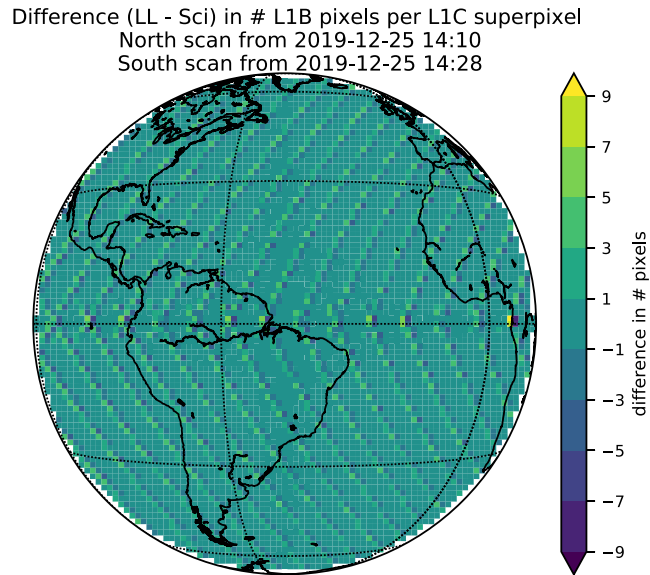 Difference (LL - Sci) in # L1B pixels per L1C superpixel
North scan from 2019-12-25 14:10
South scan from 2019-12-25 14:28
9
7
5
3
1
−1
−3
−5
−7
−9
difference in # pixels